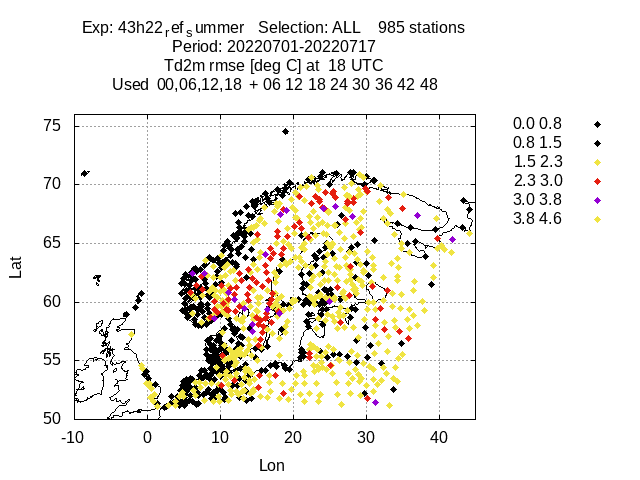 Exp: 43h22refsummer   Selection: ALL    985 stations
Period: 20220701-20220717
Td2m rmse [deg C] at  18 UTC
Used  00,06,12,18  + 06 12 18 24 30 36 42 48
75
70
65
60
55
50
Lat
-10 0 10 20 30 40
Lon
0.0 0.8
0.8 1.5
1.5 2.3
2.3 3.0
3.0 3.8
3.8 4.6